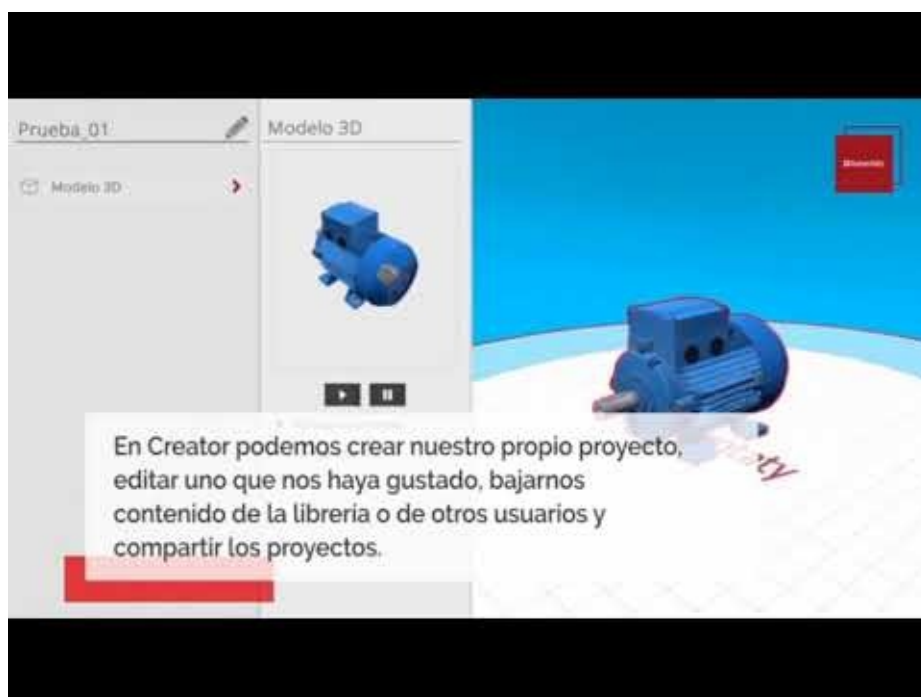 Prueba_01
Modelo 3D
Modelo 3D
En Creator podemos crear nuestro propio proyecto,
editar uno que nos haya gustado, bajarnos
contenido de la librería o de otros usuarios y
compartir los proyectos.